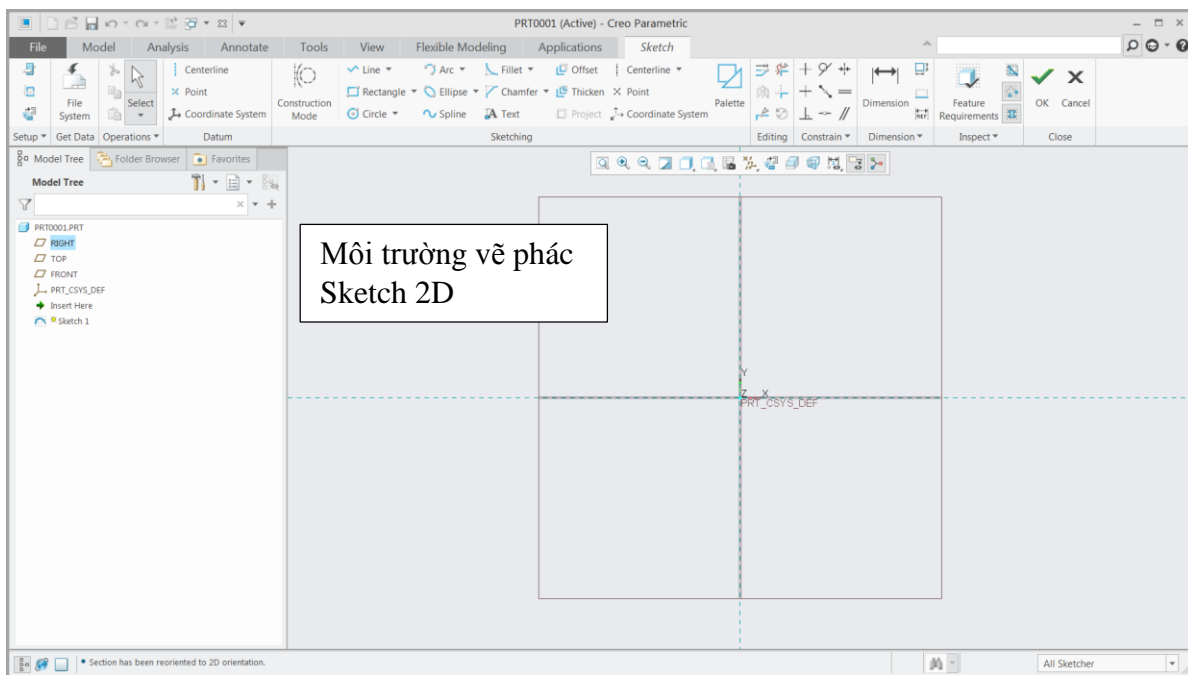 PRT0001 (Active) - Creo Parametric
File Model Analysis Annotate Tools View Flexible Modeling Applications Sketch
Centerline Line Arc Fillet Offset Centerline
Point Rectangle Ellipse Chamfer Thicken Point
Coordinate System Circle Spline Text Project Coordinate System
File System Select Construction Mode Palette Dimension Feature Requirements OK Cancel
Setup Get Data Operations Datum Sketching Editing Constrain Dimension Inspect Close
Model Tree Folder Browser Favorites
Model Tree
PRT0001.PRT
RIGHT
TOP
FRONT
PRT_CSYS_DEF
Insert Here
Sketch 1
Môi trường vẽ phác
Sketch 2D
Y
Z X
PRT_CSYS_DEF
Section has been reoriented to 2D orientation.
All Sketcher